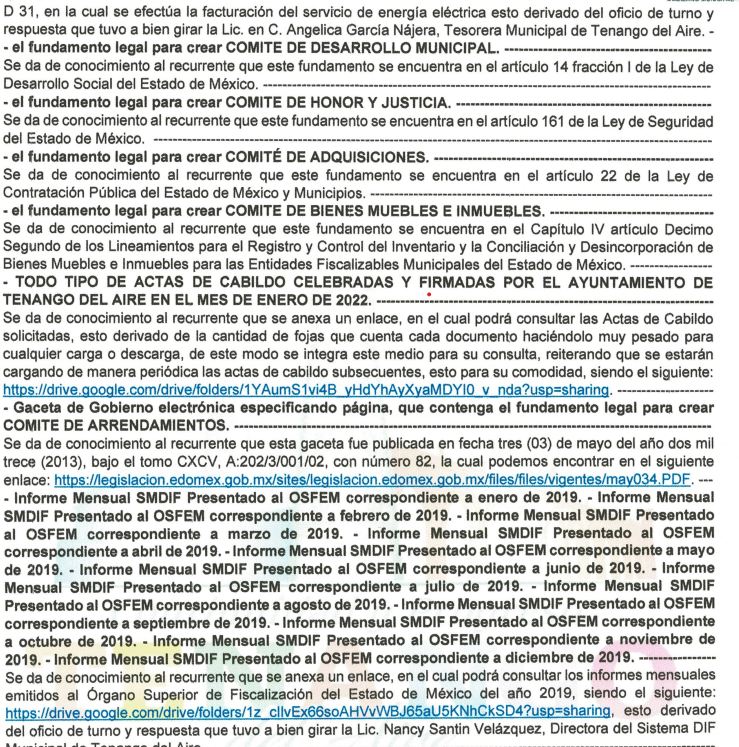 D 31, en la cual se efectúa la facturación del servicio de energía eléctrica esto derivado del oficio de turno y
respuesta que tuvo a bien girar la Lic. en C. Angelica García Nájera, Tesorera Municipal de Tenango del Aire. -
- el fundamento legal para crear COMITE DE DESARROLLO MUNICIPAL. ----------------------------------------
Se da de conocimiento al recurrente que este fundamento se encuentra en el artículo 14 fracción I de la Ley de
Desarrollo Social del Estado de México. ------------------------------------------------------------------------------------
- el fundamento legal para crear COMITE DE HONOR Y JUSTICIA. --------------------------------------------------
Se da de conocimiento al recurrente que este fundamento se encuentra en el artículo 161 de la Ley de Seguridad
del Estado de México. ----------------------------------------------------------------------------------------------------------
- el fundamento legal para crear COMITÉ DE ADQUISICIONES. ------------------------------------------------------
Se da de conocimiento al recurrente que este fundamento se encuentra en el artículo 22 de la Ley de
Contratación Pública del Estado de México y Municipios. -----------------------------------------------------------------
- el fundamento legal para crear COMITE DE BIENES MUEBLES E INMUEBLES. --------------------------------
Se da de conocimiento al recurrente que este fundamento se encuentra en el Capítulo IV artículo Decimo
Segundo de los Lineamientos para el Registro y Control del Inventario y la Conciliación y Desincorporación de
Bienes Muebles e Inmuebles para las Entidades Fiscalizables Municipales del Estado de México. ----------------
- TODO TIPO DE ACTAS DE CABILDO CELEBRADAS Y FIRMADAS POR EL AYUNTAMIENTO DE
TENANGO DEL AIRE EN EL MES DE ENERO DE 2022. ----------------------------------------------------------------
Se da de conocimiento al recurrente que se anexa un enlace, en el cual podrá consultar las Actas de Cabildo
solicitadas, esto derivado de la cantidad de fojas que cuenta cada documento haciéndolo muy pesado para
cualquier carga o descarga, de este modo se integra este medio para su consulta, reiterando que se estarán
cargando de manera periódica las actas de cabildo subsecuentes, esto para su comodidad, siendo el siguiente:
https://drive.google.com/drive/folders/1YAumS1vi4B_yHdYhAyXyaMDYI0_v_nda?usp=sharing. -------------------
- Gaceta de Gobierno electrónica especificando página, que contenga el fundamento legal para crear
COMITE DE ARRENDAMIENTOS. ---------------------------------------------------------------------------------------------
Se da de conocimiento al recurrente que esta gaceta fue publicada en fecha tres (03) de mayo del año dos mil
trece (2013), bajo el tomo CXCV, A:202/3/001/02, con número 82, la cual podemos encontrar en el siguiente
enlace: https://legislacion.edomex.gob.mx/sites/legislacion.edomex.gob.mx/files/files/vigentes/may034.PDF. ---
- Informe Mensual SMDIF Presentado al OSFEM correspondiente a enero de 2019. - Informe Mensual
SMDIF Presentado al OSFEM correspondiente a febrero de 2019. - Informe Mensual SMDIF Presentado
al OSFEM correspondiente a marzo de 2019. - Informe Mensual SMDIF Presentado al OSFEM
correspondiente a abril de 2019. - Informe Mensual SMDIF Presentado al OSFEM correspondiente a mayo
de 2019. - Informe Mensual SMDIF Presentado al OSFEM correspondiente a junio de 2019. - Informe
Mensual SMDIF Presentado al OSFEM correspondiente a julio de 2019. - Informe Mensual SMDIF
Presentado al OSFEM correspondiente a agosto de 2019. - Informe Mensual SMDIF Presentado al OSFEM
correspondiente a septiembre de 2019. - Informe Mensual SMDIF Presentado al OSFEM correspondiente
a octubre de 2019. - Informe Mensual SMDIF Presentado al OSFEM correspondiente a noviembre de
2019. - Informe Mensual SMDIF Presentado al OSFEM correspondiente a diciembre de 2019. ---------------
Se da de conocimiento al recurrente que se anexa un enlace, en el cual podrá consultar los informes mensuales
emitidos al Órgano Superior de Fiscalización del Estado de México del año 2019, siendo el siguiente:
https://drive.google.com/drive/folders/1z_cIlvEx66soAHVvWBJ65aU5KNhCkSD4?usp=sharing, esto derivado
del oficio de turno y respuesta que tuvo a bien girar la Lic. Nancy Santin Velázquez, Directora del Sistema DIF